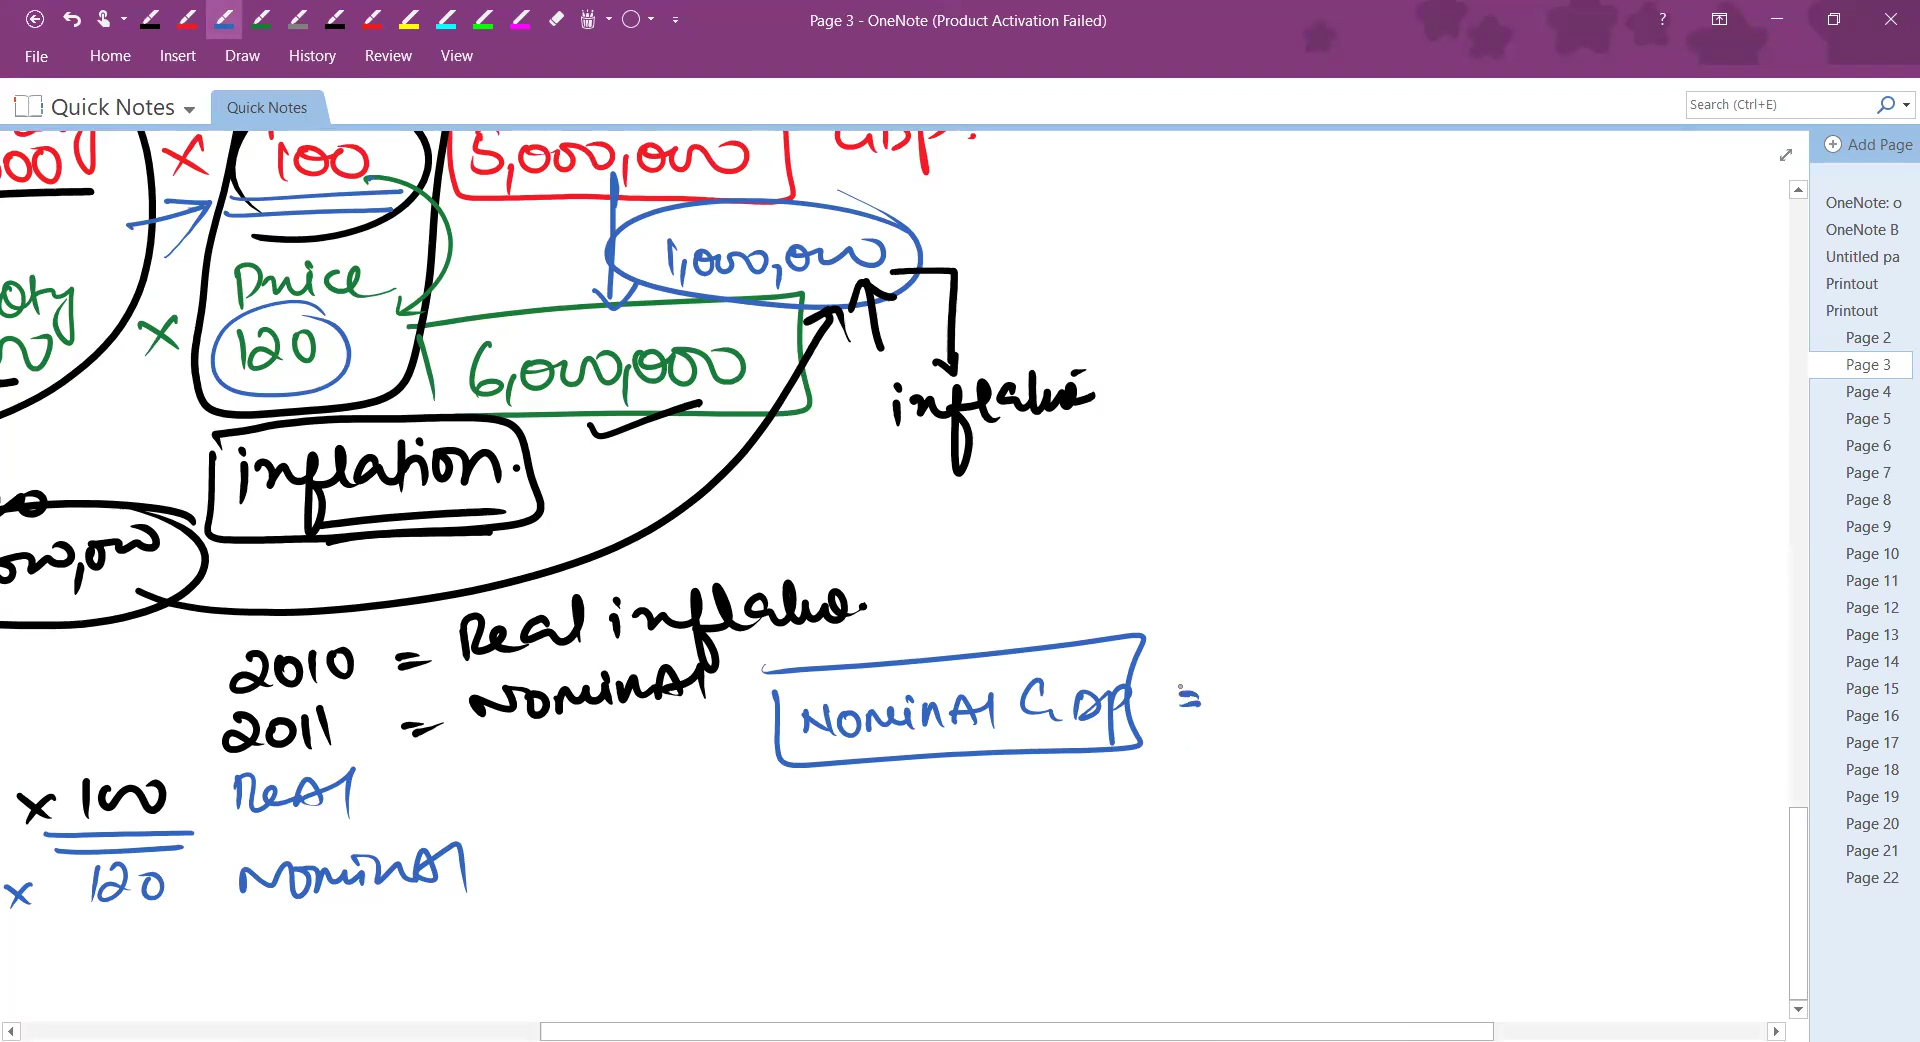 Page 3 - OneNote (Product Activation Failed)
?
File
Home
Insert
Draw
History
Review
View
Quick Notes
Quick Notes
Search (Ctrl+E)
Add Page
OneNote: o
OneNote B
Untitled pa
Printout
Printout
Page 2
Page 3
Page 4
Page 5
Page 6
Page 7
Page 8
Page 9
Page 10
Page 11
Page 12
Page 13
Page 14
Page 15
Page 16
Page 17
Page 18
Page 19
Page 20
Page 21
Page 22
x 100 5,000,000 GDP.
1,000,000
Price
x 120 6,000,000
inflation.
2010 = Real
2011 = Nominal
Nominal GDP =
x 100 Real
x 120 Nominal